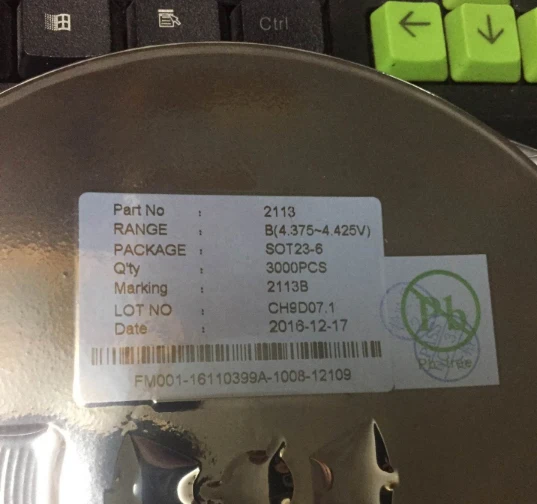 Ctrl
Part No : 2113
RANGE : B(4.375~4.425V)
PACKAGE : SOT23-6
Q'ty : 3000PCS
Marking : 2113B
LOT NO : CH9D07.1
Date : 2016-12-17
FM001-16110399A-1008-12109
Pb
Pb-free